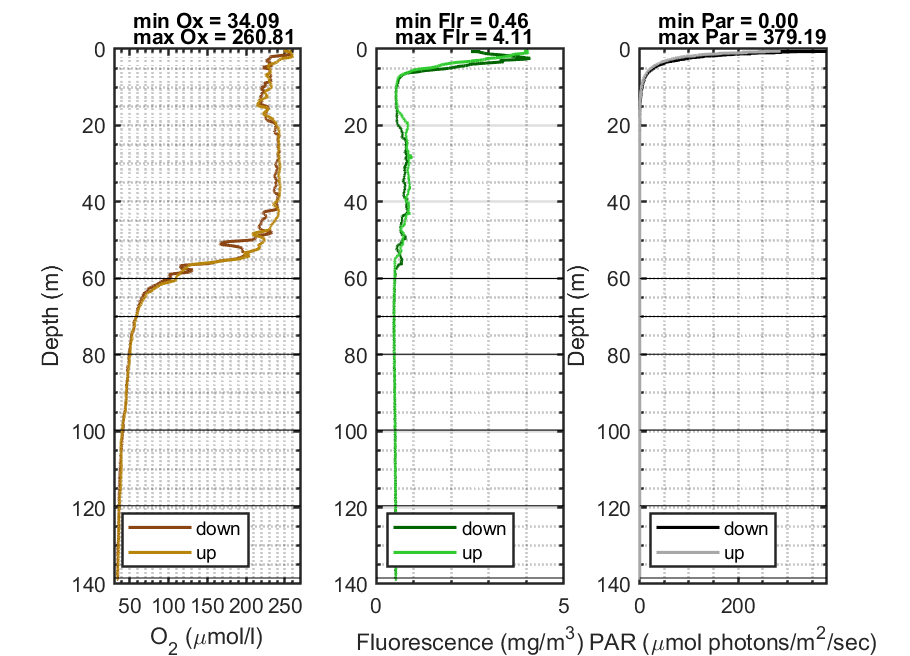 min Ox = 34.09
max Ox = 260.81
0
20
40
60
80
100
120
140
Depth (m)
down
up
50 100 150 200 250
O2 (μmol/l)
min Flr = 0.46
max Flr = 4.11
0
20
40
60
80
100
120
140
Depth (m)
down
up
0 5
Fluorescence (mg/m3)
min Par = 0.00
max Par = 379.19
0
20
40
60
80
100
120
140
down
up
0 200
PAR (μmol photons/m2/sec)